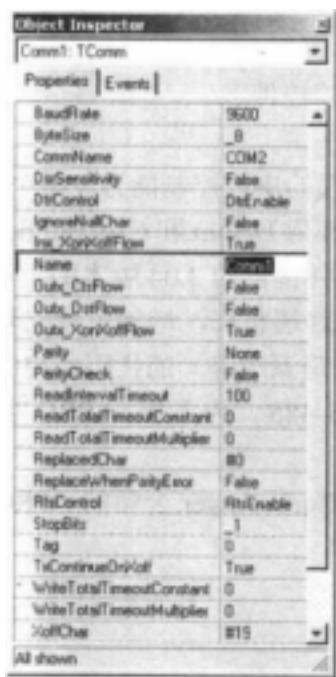 Object Inspector
Comm1: TComm
Properties Events
BaudRate 9600
ByteSize _8
CommName COM2
DsrSensitivity False
DtrControl DtrEnable
IgnoreNullChar False
Inx_XonXoffFlow True
Name Comm1
Outx_CtsFlow False
Outx_DsrFlow False
Outx_XonXoffFlow True
Parity None
ParityCheck False
ReadIntervalTimeout 100
ReadTotalTimeoutConstant 0
ReadTotalTimeoutMultiplier 0
ReplacedChar #0
ReplaceWhenParityError False
RtsControl RtsEnable
StopBits _1
Tag 0
TxContinueOnXoff True
WriteTotalTimeoutConstant 0
WriteTotalTimeoutMultiplier 0
XoffChar #19
All shown